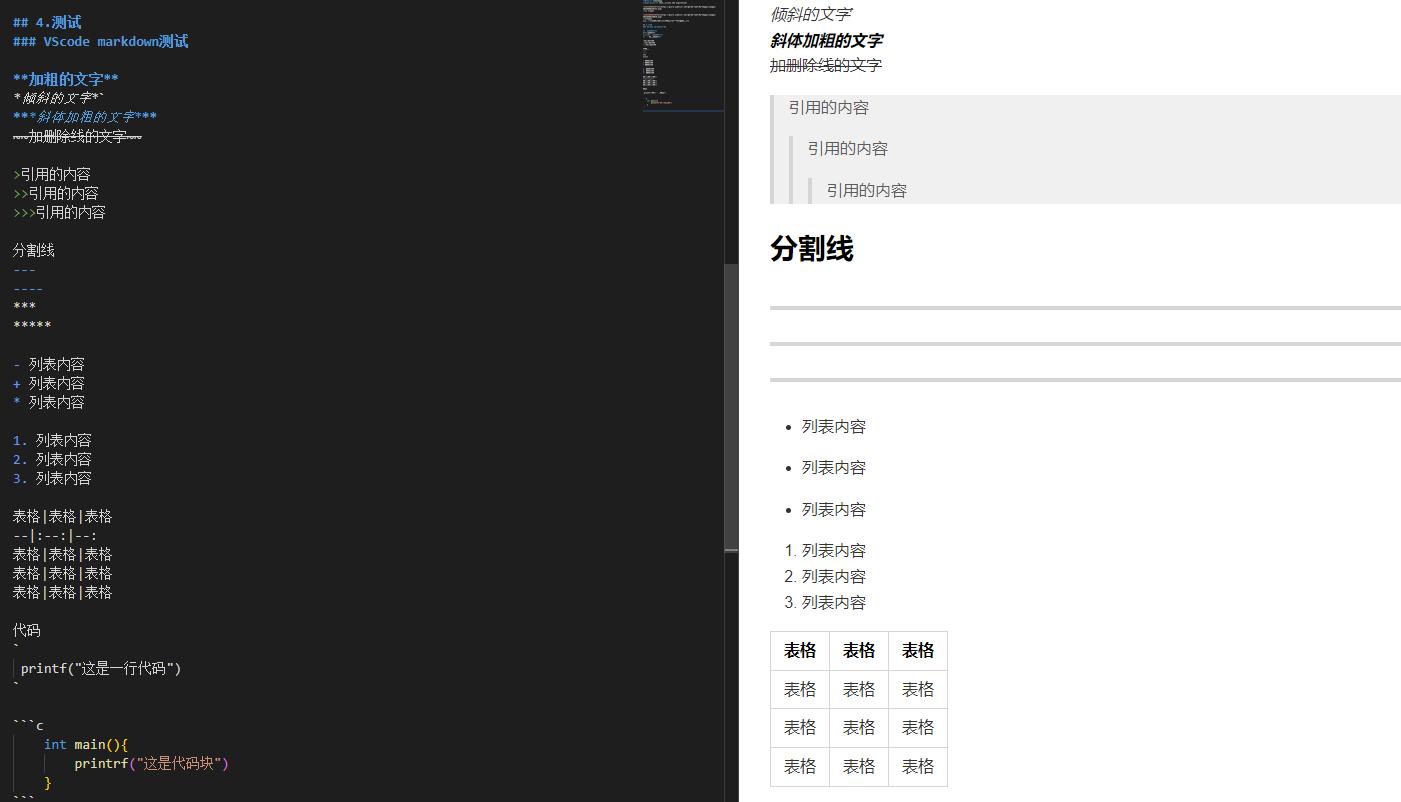 ## 4.测试
### VScode markdown测试
**加粗的文字**
*倾斜的文字*`
***斜体加粗的文字***
~~加删除线的文字~~
>引用的内容
>>引用的内容
>>>引用的内容
分割线
---
----
***
*****
- 列表内容
+ 列表内容
* 列表内容
1. 列表内容
2. 列表内容
3. 列表内容
表格|表格|表格
--|:--:|--:
表格|表格|表格
表格|表格|表格
表格|表格|表格
代码
`
printf("这是一行代码")
`
```c
int main(){
printrf("这是代码块")
}
```
倾斜的文字`
斜体加粗的文字
加删除线的文字
引用的内容
引用的内容
引用的内容
分割线
• 列表内容
• 列表内容
• 列表内容
1. 列表内容
2. 列表内容
3. 列表内容
表格 表格 表格
表格 表格 表格
表格 表格 表格
表格 表格 表格